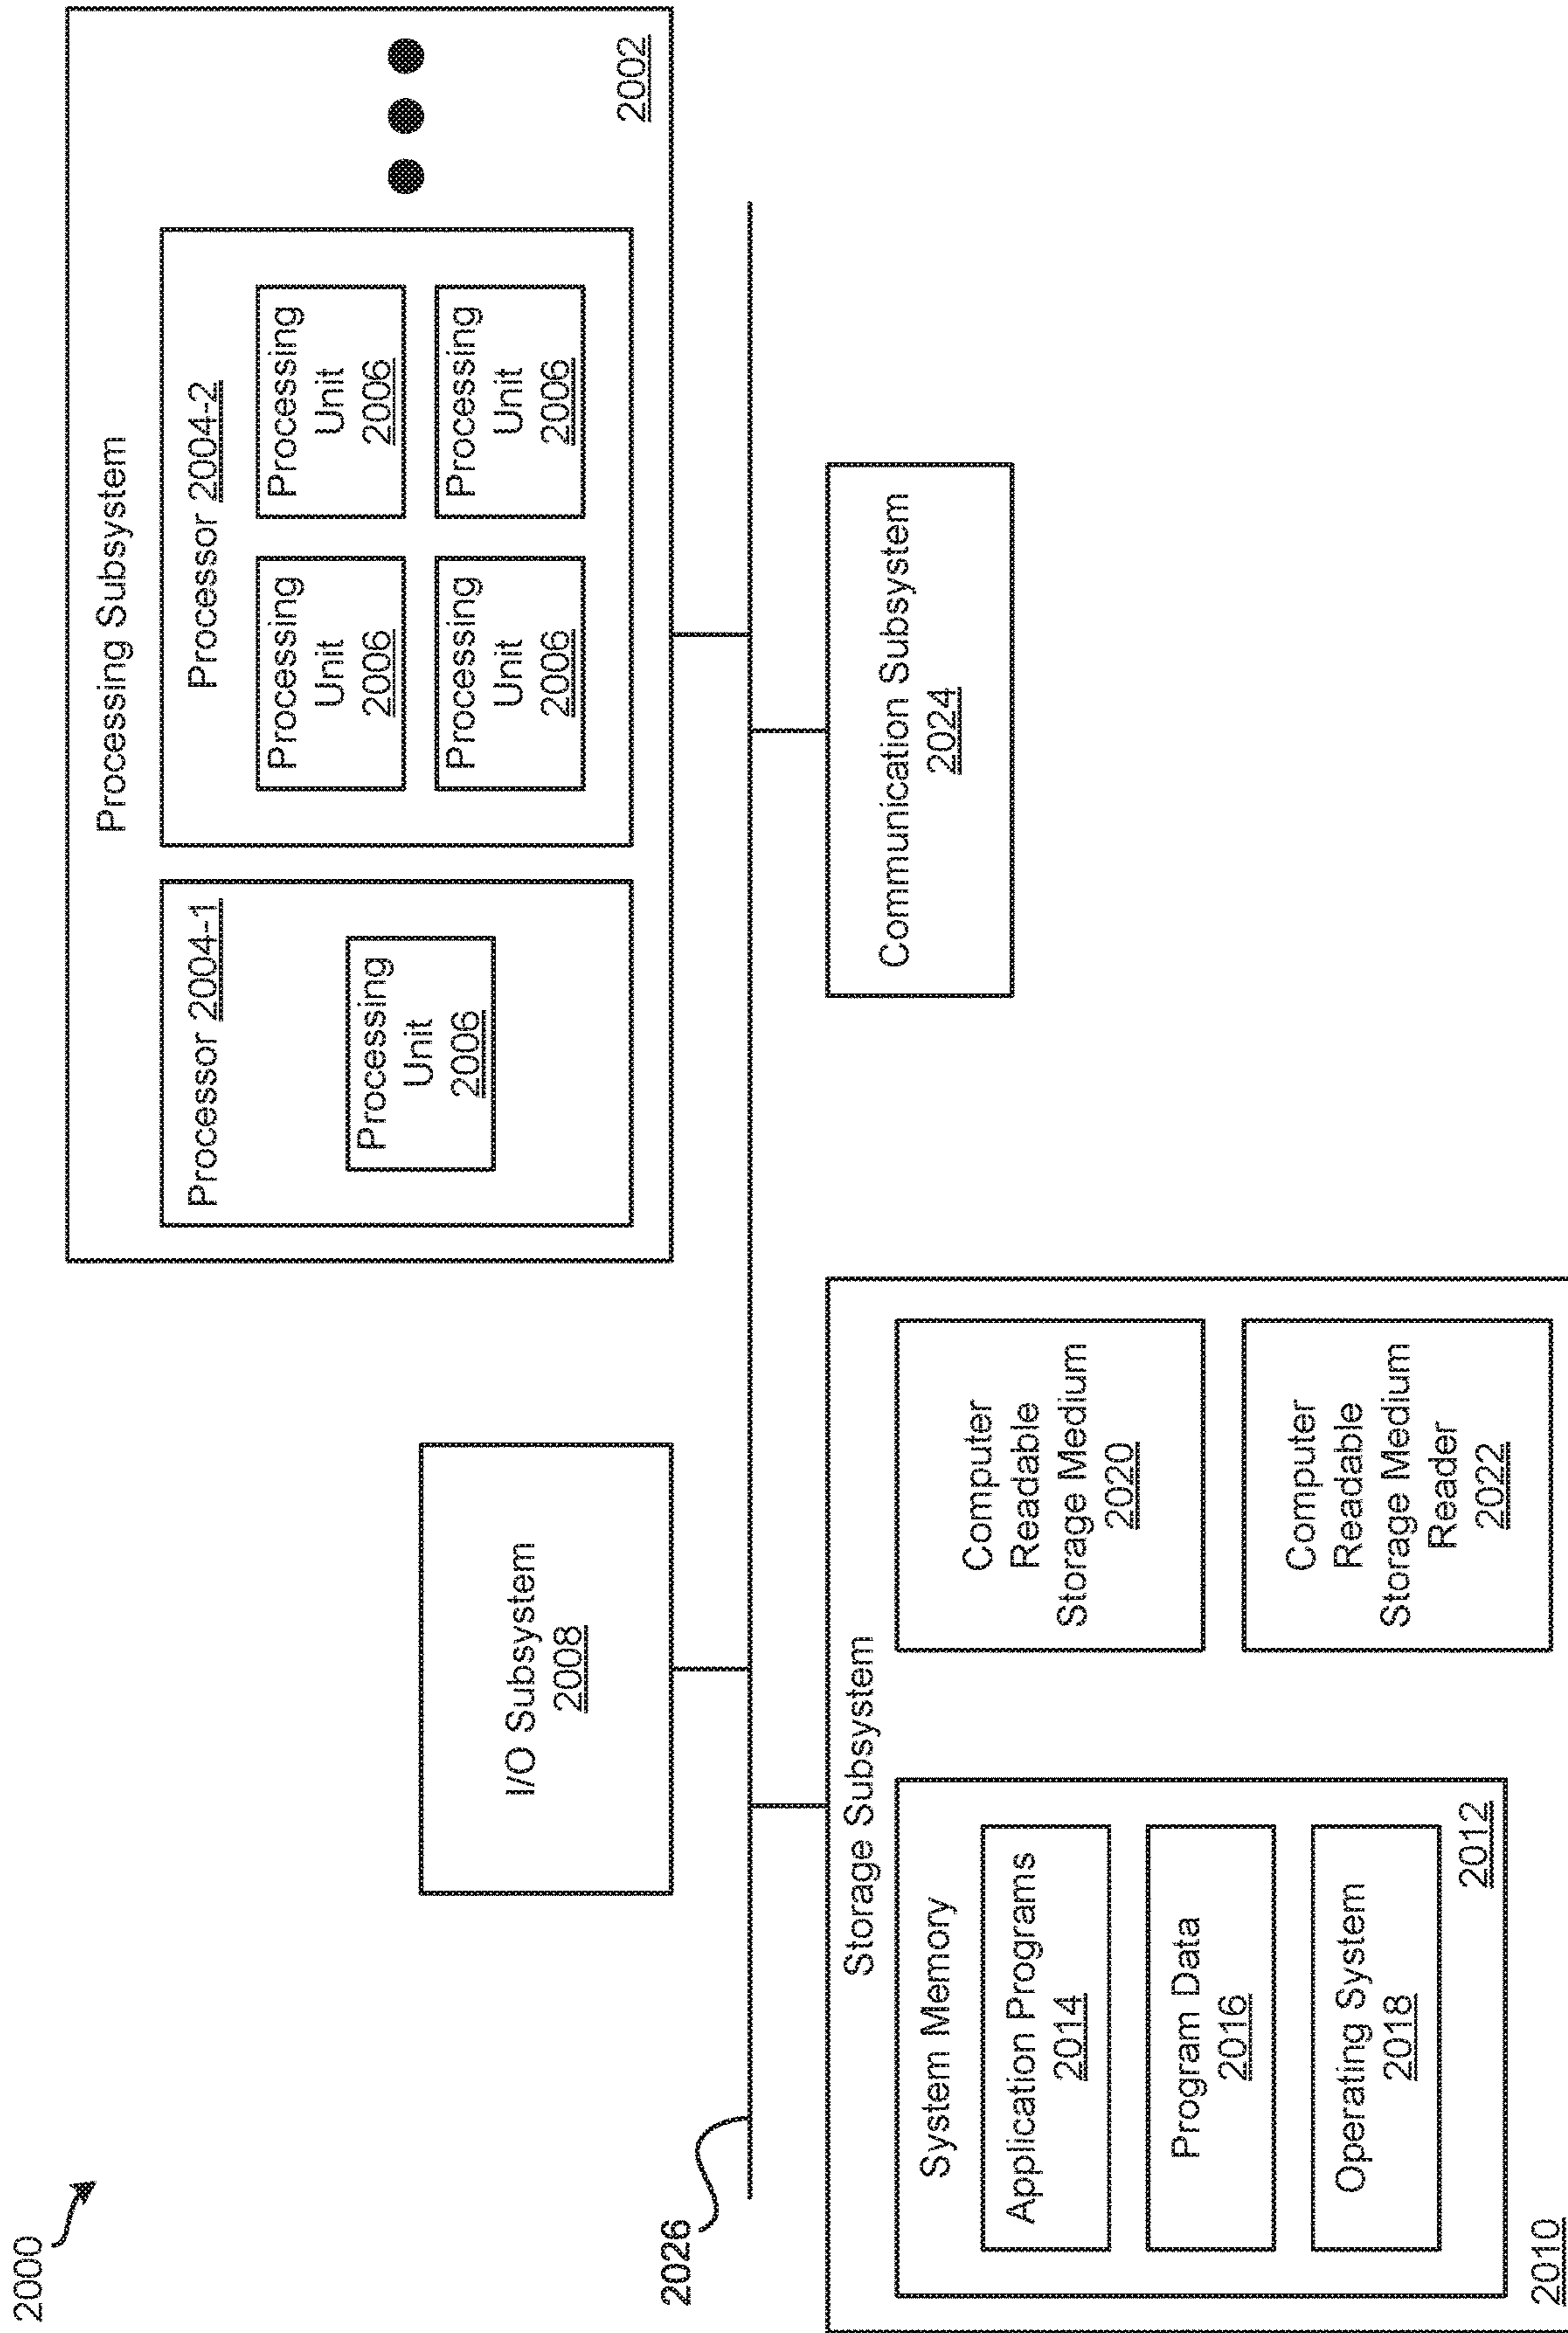 2000
I/O Subsystem
2008
Processing Subsystem
Processor 2004-1
Processing
Unit
2006
Processor 2004-2
Processing
Unit
2006
Processing
Unit
2006
Processing
Unit
2006
Processing
Unit
2006
2002
2026
Storage Subsystem
System Memory
Application Programs
2014
Program Data
2016
Operating System
2018
2012
Computer
Readable
Storage Medium
2020
Computer
Readable
Storage Medium
Reader
2022
2010
Communication Subsystem
2024